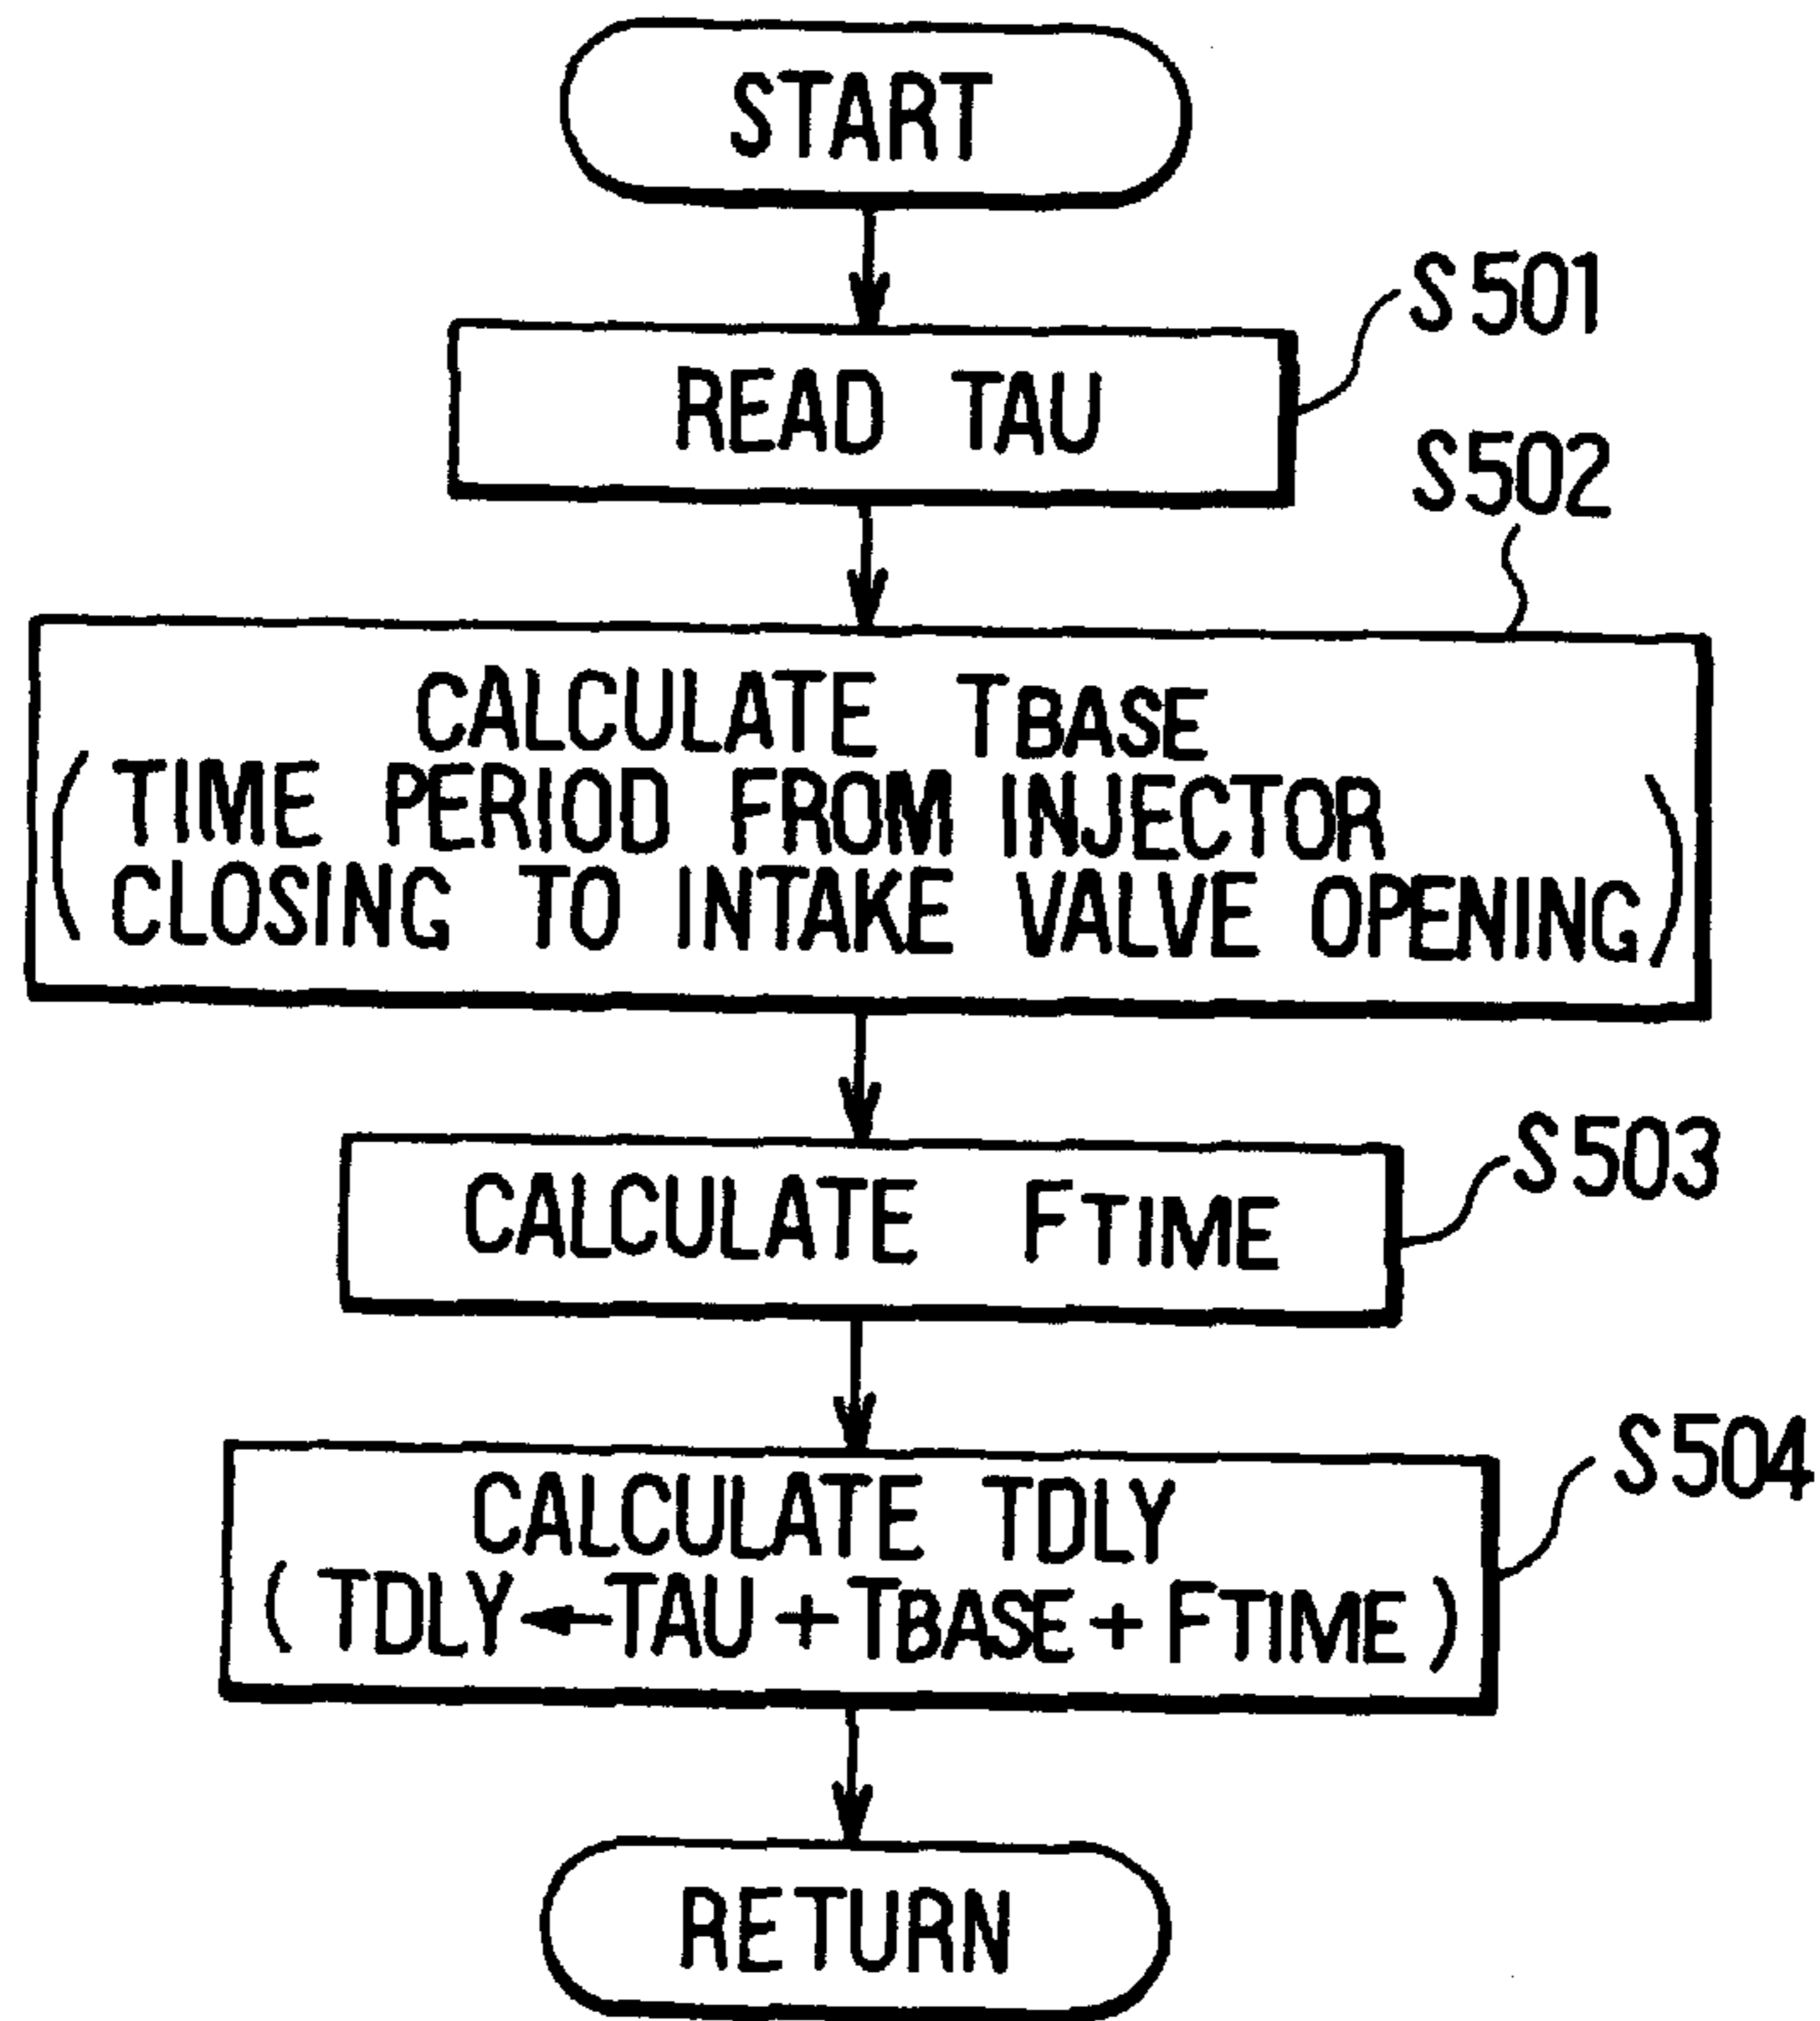 START
S501
READ TAU
S502
CALCULATE TBASE
(TIME PERIOD FROM INJECTOR
CLOSING TO INTAKE VALVE OPENING)
S503
CALCULATE FTIME
S504
CALCULATE TDLY
(TDLY←TAU+TBASE+FTIME)
RETURN